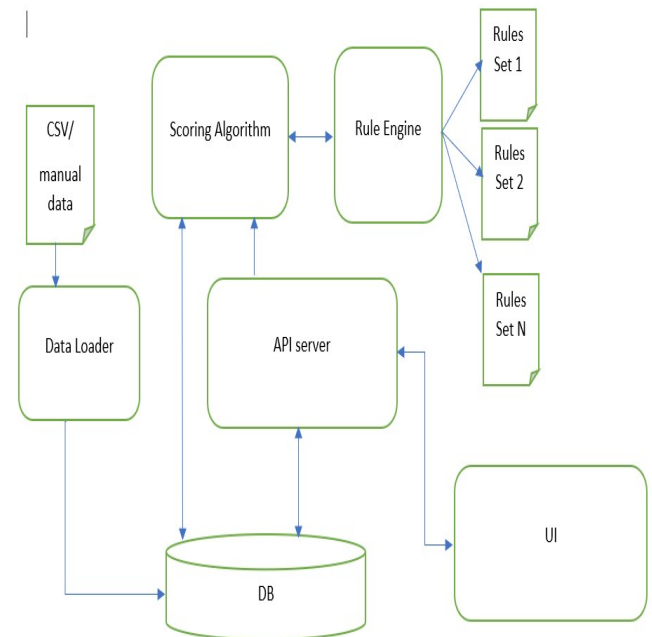 Rules
Set 1
CSV/
manual
data
Scoring Algorithm
Rule Engine
Rules
Set 2
Data Loader
API server
Rules
Set N
UI
DB